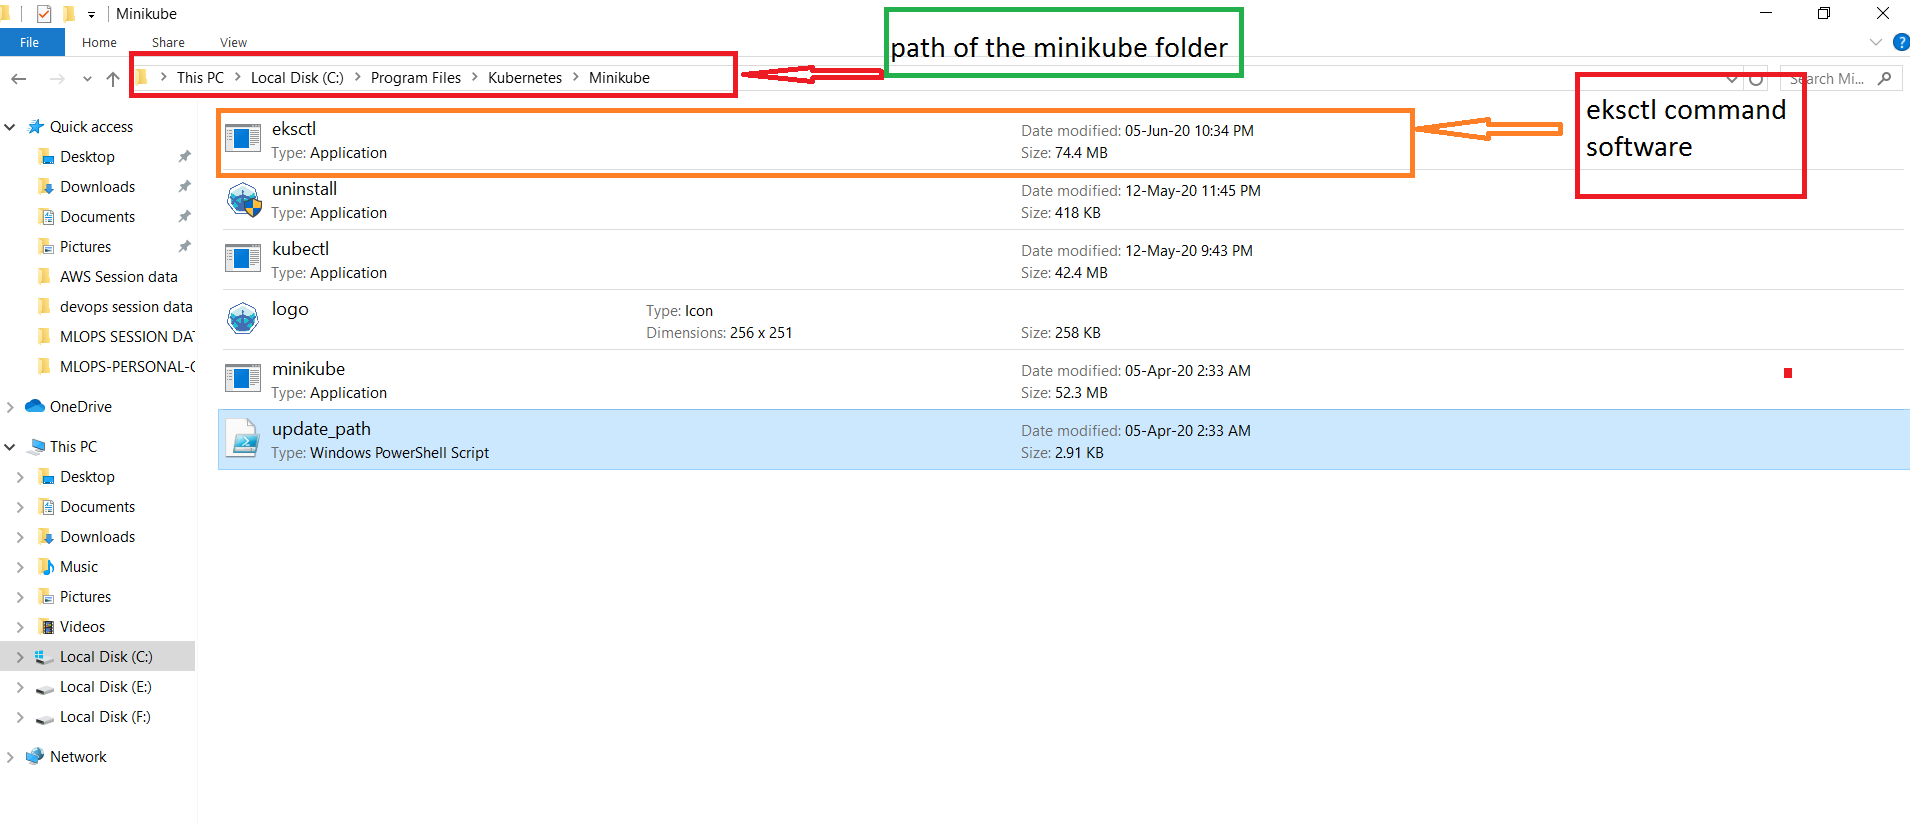 Minikube
File Home Share View
path of the minikube folder
This PC Local Disk (C:) Program Files Kubernetes Minikube
Search Mi...
eksctl command
software
Quick access
Desktop
Downloads
Documents
Pictures
AWS Session data
devops session data
MLOPS SESSION DAT
MLOPS-PERSONAL-C
OneDrive
This PC
Desktop
Documents
Downloads
Music
Pictures
Videos
Local Disk (C:)
Local Disk (E:)
Local Disk (F:)
Network
eksctl Date modified: 05-Jun-20 10:34 PM
Type: Application Size: 74.4 MB
uninstall Date modified: 12-May-20 11:45 PM
Type: Application Size: 418 KB
kubectl Date modified: 12-May-20 9:43 PM
Type: Application Size: 42.4 MB
logo Type: Icon
Dimensions: 256 x 251 Size: 258 KB
minikube Date modified: 05-Apr-20 2:33 AM
Type: Application Size: 52.3 MB
update_path Date modified: 05-Apr-20 2:33 AM
Type: Windows PowerShell Script Size: 2.91 KB